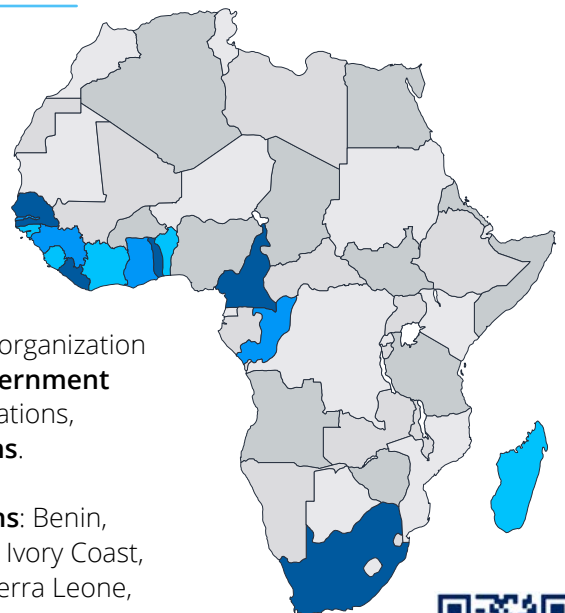 organization
ernment
ations,
ns.
ns: Benin,
Ivory Coast,
erra Leone,